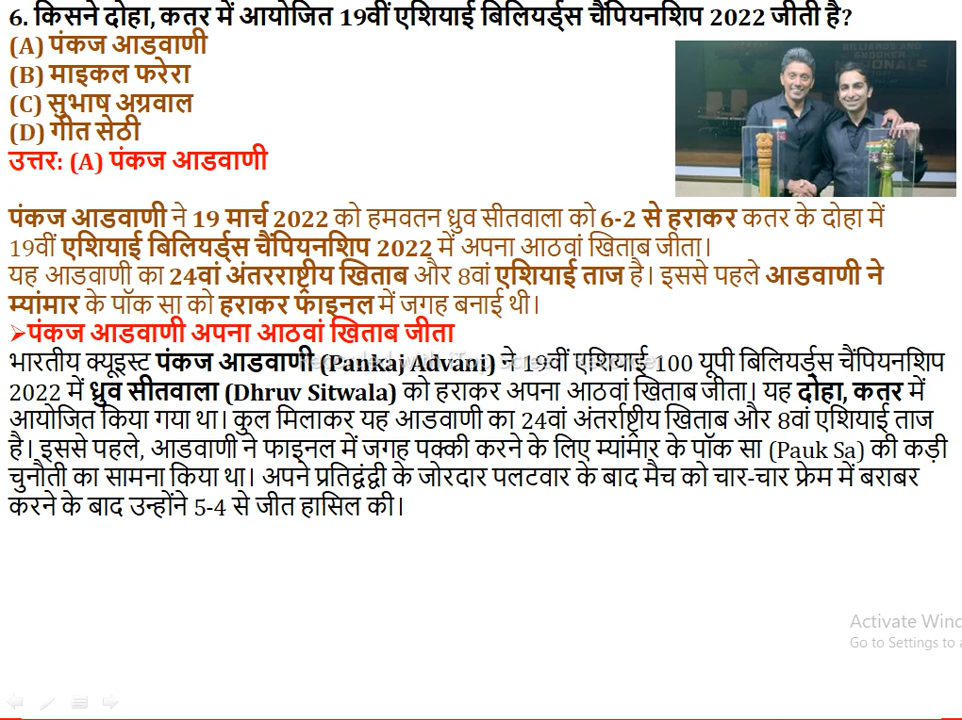 6. किसने दोहा, कतर में आयोजित 19वीं एशियाई बिलियर्ड्स चैंपियनशिप 2022 जीती है?
(A) पंकज आडवाणी
(B) माइकल फरेरा
(C) सुभाष अग्रवाल
(D) गीत सेठी
उत्तर: (A) पंकज आडवाणी
BILLIARDS AND
पंकज आडवाणी ने 19 मार्च 2022 को हमवतन ध्रुव सीतवाला को 6-2 से हराकर कतर के दोहा में
19वीं एशियाई बिलियर्ड्स चैंपियनशिप 2022 में अपना आठवां खिताब जीता।
यह आडवाणी का 24वां अंतरराष्ट्रीय खिताब और 8वां एशियाई ताज है। इससे पहले आडवाणी ने
म्यांमार के पॉक सा को हराकर फाइनल में जगह बनाई थी।
➢पंकज आडवाणी अपना आठवां खिताब जीता
भारतीय क्यूइस्ट पंकज आडवाणी (Pankaj Advani) ने 19वीं एशियाई 100 यूपी बिलियर्ड्स चैंपियनशिप
2022 में ध्रुव सीतवाला (Dhruv Sitwala) को हराकर अपना आठवां खिताब जीता। यह दोहा, कतर में
आयोजित किया गया था। कुल मिलाकर यह आडवाणी का 24वां अंतर्राष्ट्रीय खिताब और 8वां एशियाई ताज
है। इससे पहले, आडवाणी ने फाइनल में जगह पक्की करने के लिए म्यांमार के पॉक सा (Pauk Sa) की कड़ी
चुनौती का सामना किया था। अपने प्रतिद्वंद्वी के जोरदार पलटवार के बाद मैच को चार-चार फ्रेम में बराबर
करने के बाद उन्होंने 5-4 से जीत हासिल की।
Activate Wind
Go to Settings to a